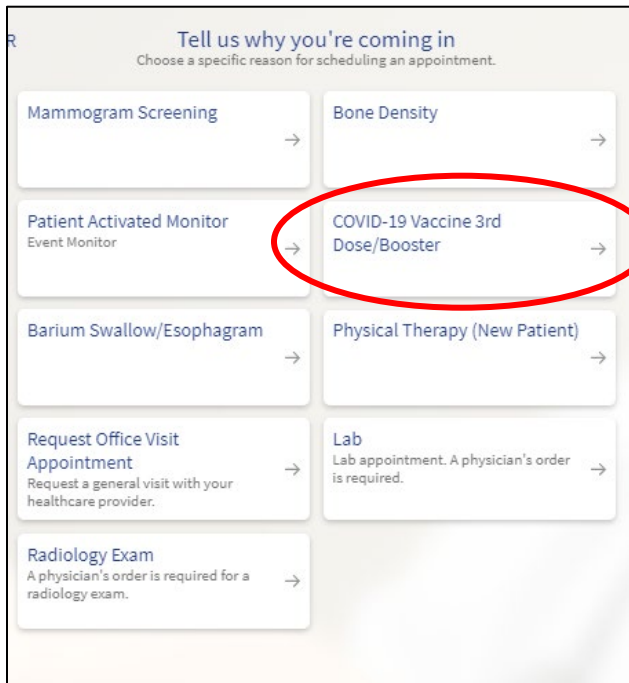 R
Tell us why you're coming in
Choose a specific reason for scheduling an appointment.
Mammogram Screening
Bone Density
Patient Activated Monitor
Event Monitor
COVID-19 Vaccine 3rd
Dose/Booster
Barium Swallow/Esophagram
Physical Therapy (New Patient)
Request Office Visit
Appointment
Request a general visit with your
healthcare provider.
Lab
Lab appointment. A physician's order
is required.
Radiology Exam
A physician's order is required for a
radiology exam.